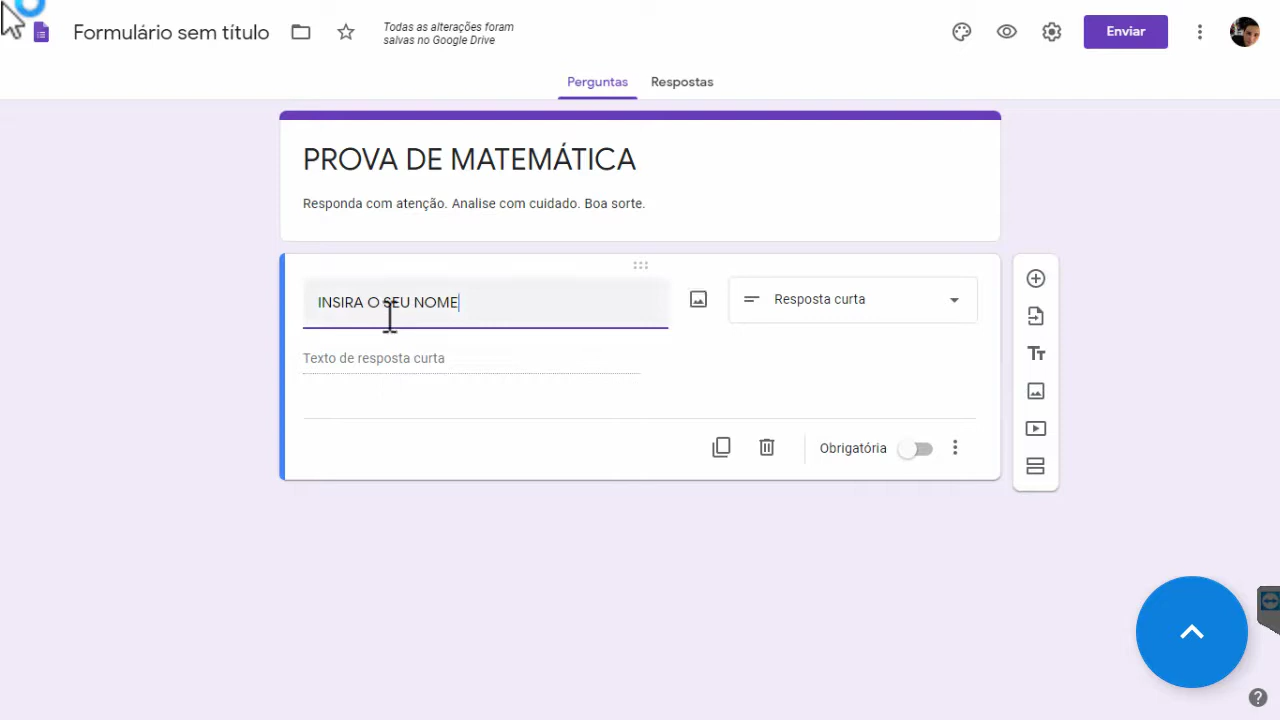 Formulário sem título
Todas as alterações foram
salvas no Google Drive
Enviar
Perguntas
Respostas
PROVA DE MATEMÁTICA
Responda com atenção. Analise com cuidado. Boa sorte.
INSIRA O SEU NOME
Resposta curta
Texto de resposta curta
Obrigatória
Tт
?